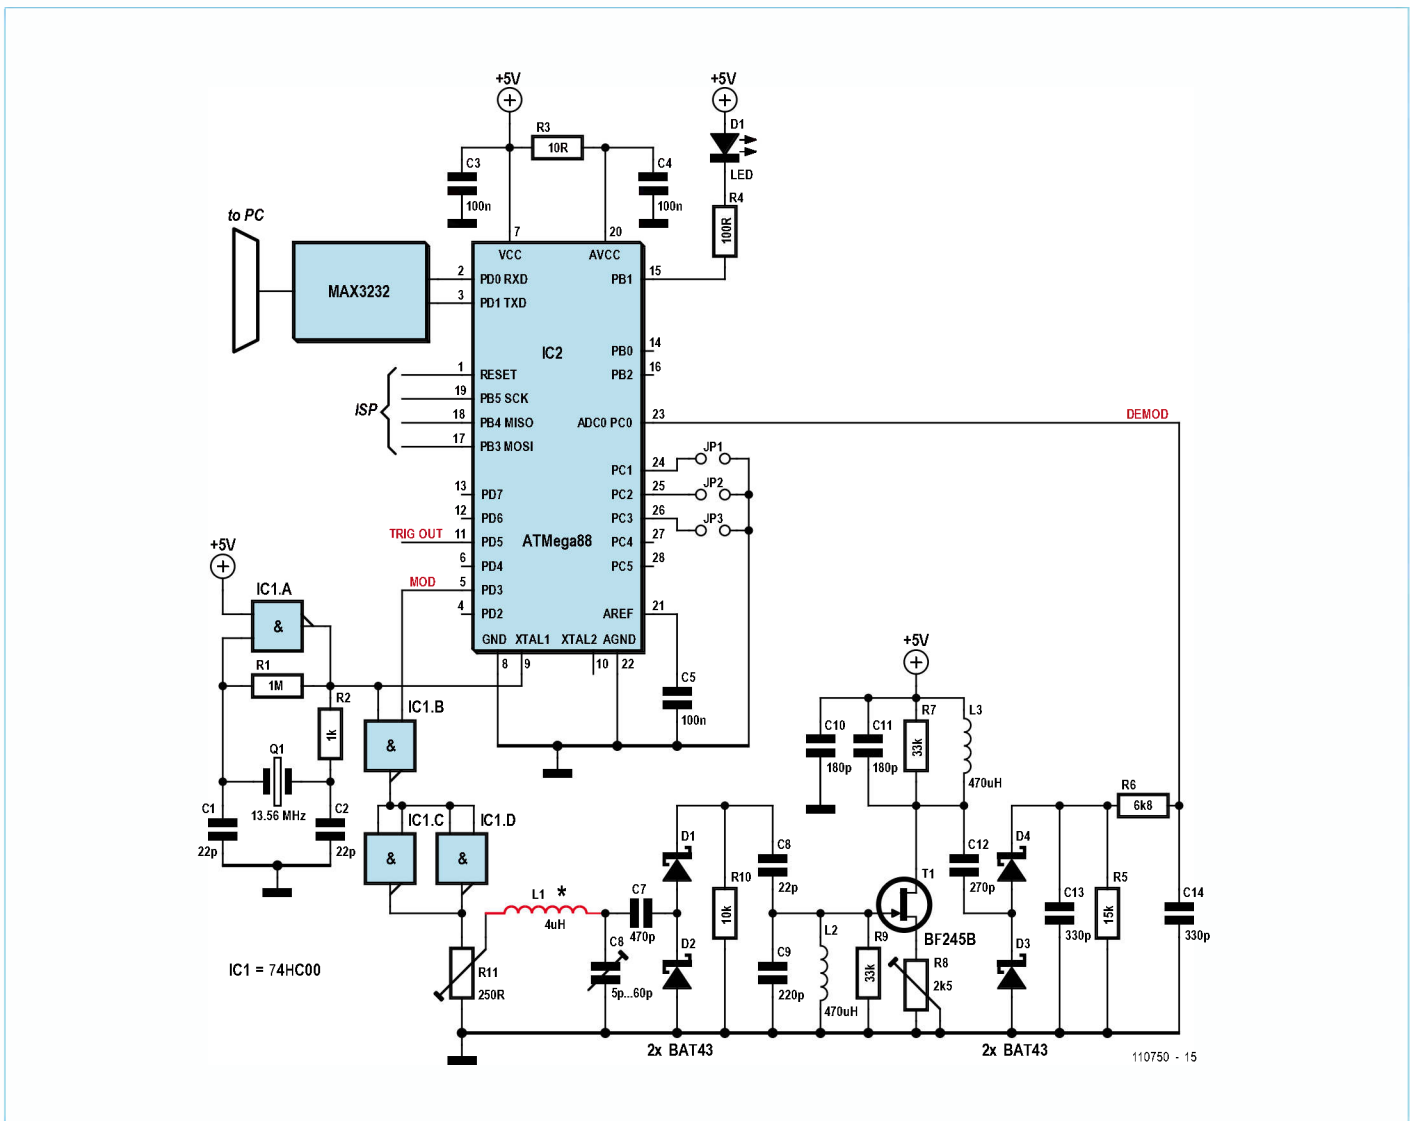 +5V
+5V
R3
10R
D1
LED
C3
100n
C4
100n
R4
100R
to PC
7
20
VCC
AVCC
MAX3232
2
PD0 RXD
PB1
15
3
PD1 TXD
IC2
PB0
14
1
RESET
PB2
16
ISP
19
PB5 SCK
18
PB4 MISO
ADC0 PC0
23
DEMOD
17
PB3 MOSI
JP1
PC1
24
13
PD7
PC2
25
JP2
12
PD6
PC3
26
JP3
TRIG OUT
11
PD5
ATMega88
PC4
27
6
PD4
PC5
28
MOD
5
PD3
4
PD2
AREF
21
GND
XTAL1
XTAL2
AGND
8
9
10
22
C5
100n
+5V
IC1.A
&
R1
1M
R2
1k
IC1.B
&
Q1
13.56 MHz
C1
22p
C2
22p
IC1.C
&
IC1.D
&
IC1 = 74HC00
R11
250R
L1
*
4uH
C8
5p...60p
C7
470p
D1
D2
2x BAT43
R10
10k
C8
22p
C9
220p
L2
470uH
R9
33k
+5V
C10
180p
C11
180p
R7
33k
L3
470uH
T1
BF245B
R8
2k5
C12
270p
D4
D3
2x BAT43
C13
330p
R5
15k
R6
6k8
C14
330p
110750 - 15